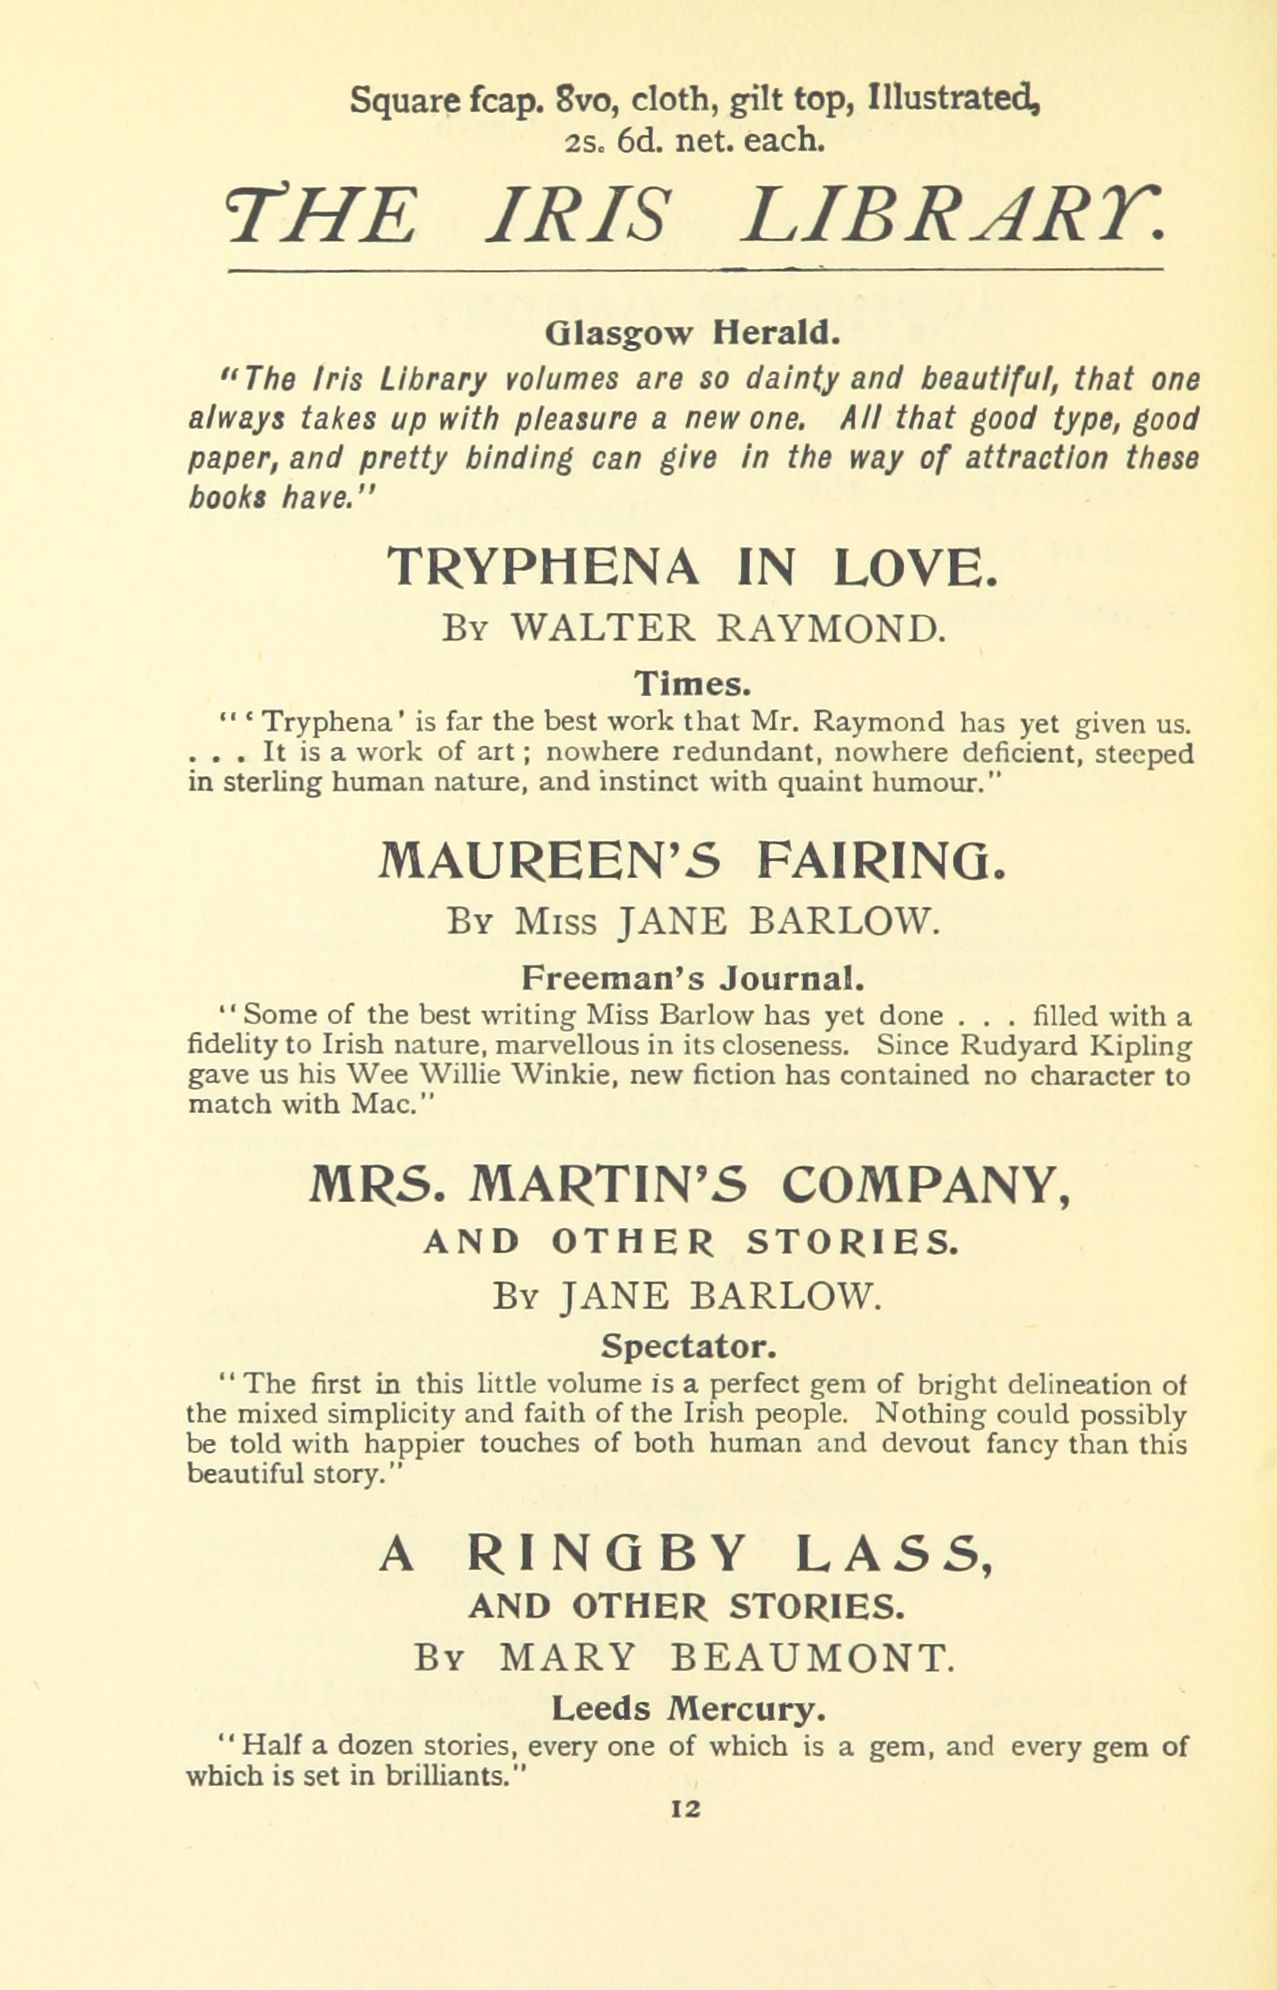 Square fcap. 8vo, cloth, gilt top, Illustrated,
2s. 6d. net. each.
THE IRIS LIBRARY.
Glasgow Herald.
"The Iris Library volumes are so dainty and beautiful, that one
always takes up with pleasure a new one. All that good type, good
paper, and pretty binding can give in the way of attraction these
books have."
TRYPHENA IN LOVE.
By WALTER RAYMOND.
Times.
"‘Tryphena’ is far the best work that Mr. Raymond has yet given us.
. . . It is a work of art; nowhere redundant, nowhere deficient, steeped
in sterling human nature, and instinct with quaint humour."
MAUREEN'S FAIRING.
By Miss JANE BARLOW.
Freeman's Journal.
"Some of the best writing Miss Barlow has yet done . . . filled with a
fidelity to Irish nature, marvellous in its closeness. Since Rudyard Kipling
gave us his Wee Willie Winkie, new fiction has contained no character to
match with Mac."
MRS. MARTIN'S COMPANY,
AND OTHER STORIES.
By JANE BARLOW.
Spectator.
"The first in this little volume is a perfect gem of bright delineation of
the mixed simplicity and faith of the Irish people. Nothing could possibly
be told with happier touches of both human and devout fancy than this
beautiful story."
A RINGBY LASS,
AND OTHER STORIES.
By MARY BEAUMONT.
Leeds Mercury.
"Half a dozen stories, every one of which is a gem, and every gem of
which is set in brilliants."
12